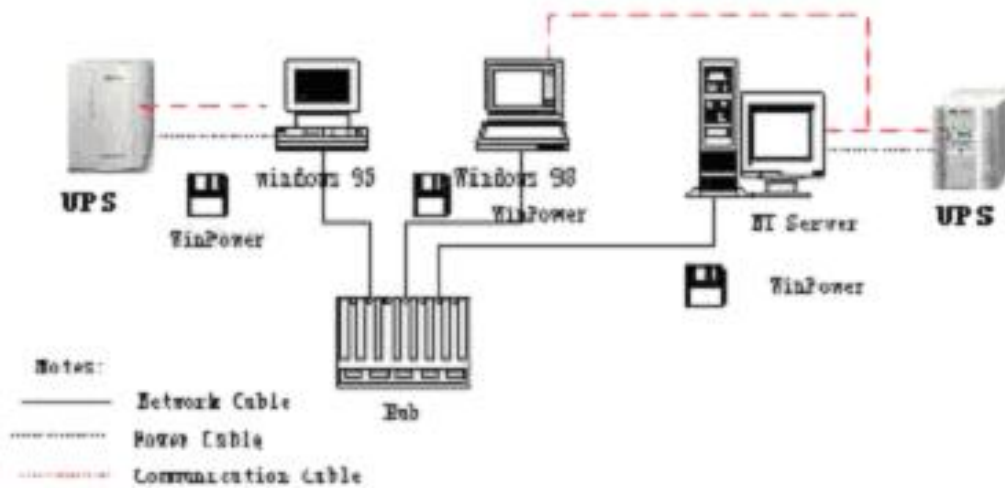 UPS
windows 95
WinPower
Windows 98
WinPower
NT Server
WinPower
UPS
Hub
Notes:
Network Cable
Power Cable
Communication Cable